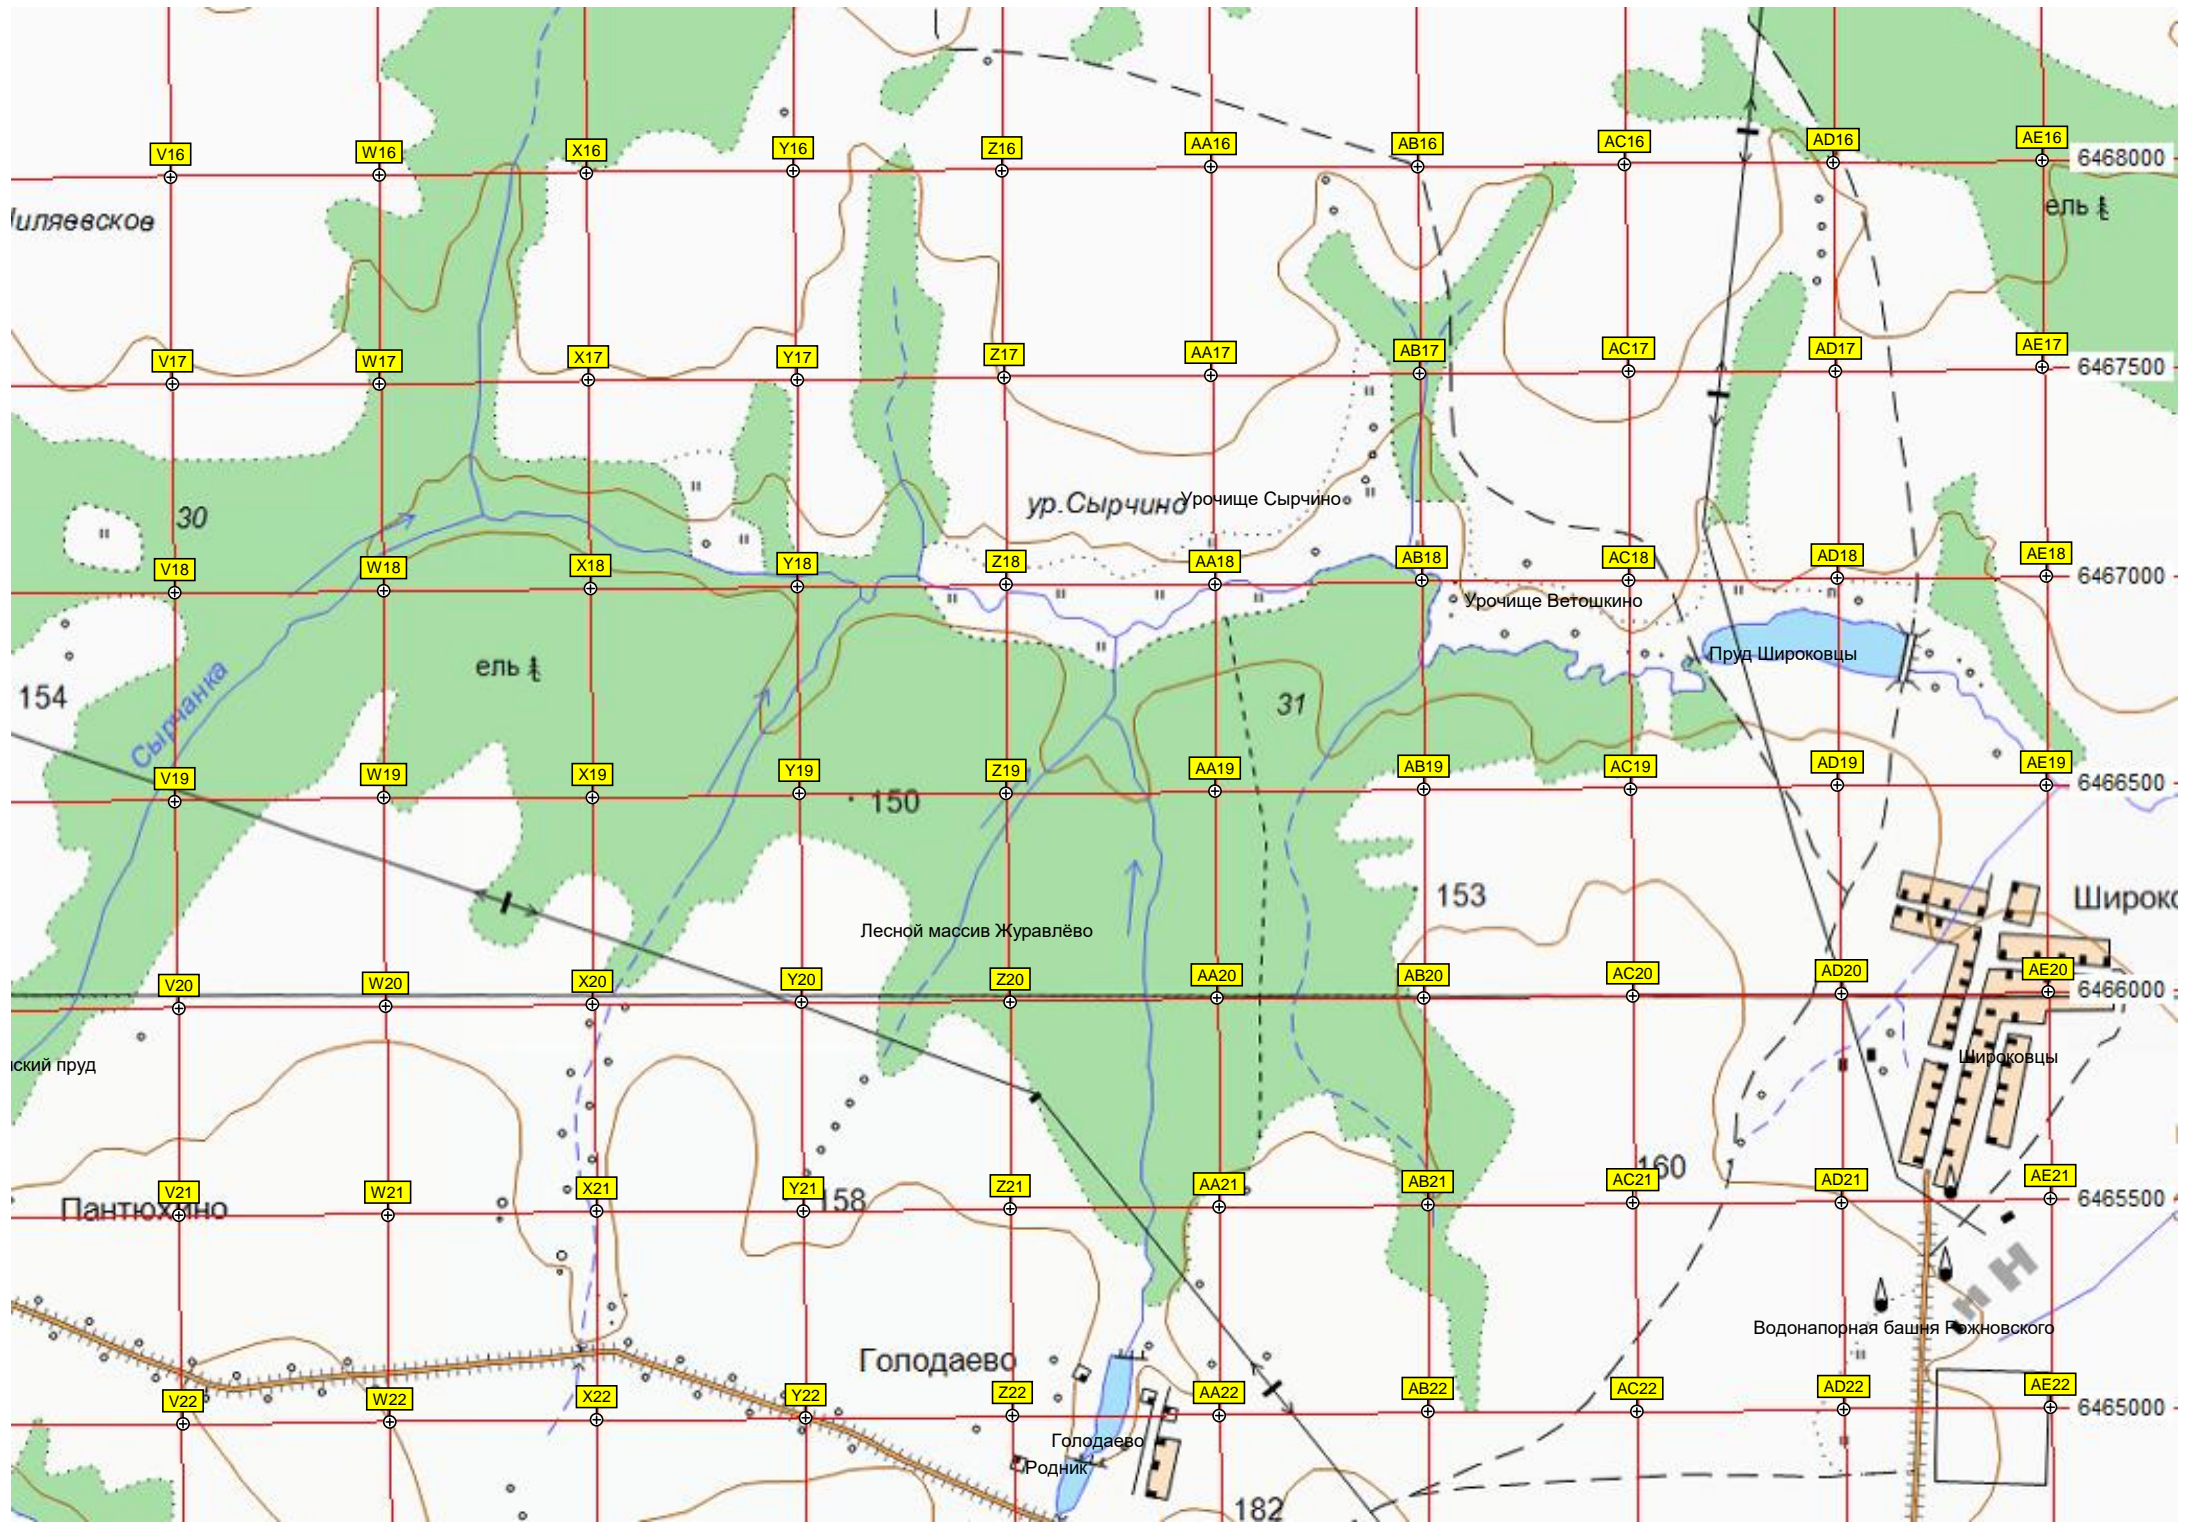 V16 W16 X16 Y16 Z16 AA16 AB16 AC16 AD16 AE16
6468000
ель
V17 W17 X17 Y17 Z17 AA17 AB17 AC17 AD17 AE17
6467500
30
ур.Сырчино
Урочище Сырчино
V18 W18 X18 Y18 Z18 AA18 AB18 AC18 AD18 AE18
6467000
Урочище Ветошкино
Пруд Широковцы
ель
154
Сырчанка
31
V19 W19 X19 Y19 Z19 AA19 AB19 AC19 AD19 AE19
6466500
150
153
Лесной массив Журавлёво
V20 W20 X20 Y20 Z20 AA20 AB20 AC20 AD20 AE20
6466000
Широковцы
пруд
160
V21 W21 X21 Y21 Z21 AA21 AB21 AC21 AD21 AE21
6465500
Пантюхино
158
п Н
Водонапорная башня Рожновского
Голодаево
V22 W22 X22 Y22 Z22 AA22 AB22 AC22 AD22 AE22
6465000
Голодаево
"Родник"
182